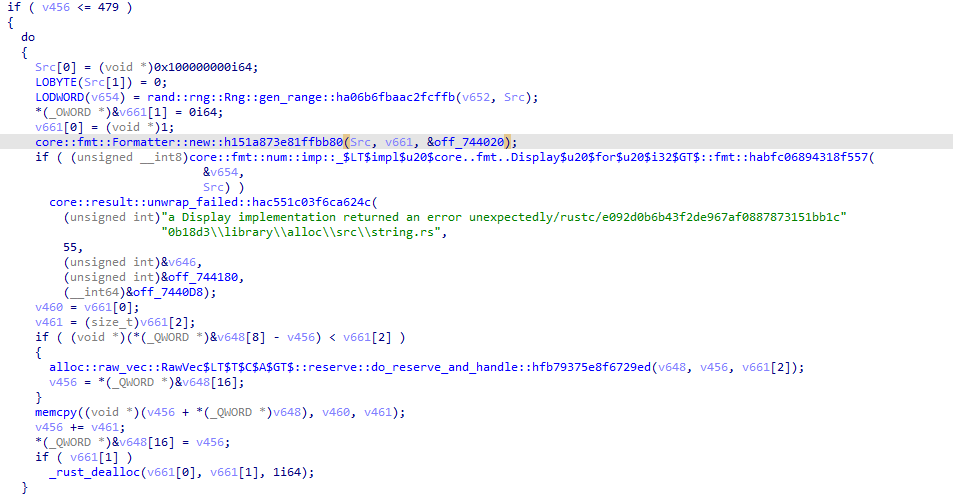 if ( v456 <= 479 )
{
do
{
Src[0] = (void *)0x100000000i64;
LOBYTE(Src[1]) = 0;
LODWORD(v654) = rand::rng::Rng::gen_range::ha06b6fbaac2fcffb(v652, Src);
*(_OWORD *)&v661[1] = 0i64;
v661[0] = (void *)1;
core::fmt::Formatter::new::h151a873e81ffbb80(Src, v661, &off_744020);
if ( (unsigned __int8)core::fmt::num::imp::_$LT$impl$u20$core..fmt..Display$u20$for$u20$i32$GT$::fmt::habfc06894318f557(
&v654,
Src) )
core::result::unwrap_failed::hac551c03f6ca624c(
(unsigned int)"a Display implementation returned an error unexpectedly/rustc/e092d0b6b43f2de967af0887873151bb1c"
"0b18d3\\library\\alloc\\src\\string.rs",
55,
(unsigned int)&v646,
(unsigned int)&off_744180,
(__int64)&off_7440D8);
v460 = v661[0];
v461 = (size_t)v661[2];
if ( (void *)(*(_QWORD *)&v648[8] - v456) < v661[2] )
{
alloc::raw_vec::RawVec$LT$T$C$A$GT$::reserve::do_reserve_and_handle::hfb79375e8f6729ed(v648, v456, v661[2]);
v456 = *(_QWORD *)&v648[16];
}
memcpy((void *)(v456 + *(_QWORD *)v648), v460, v461);
v456 += v461;
*(_QWORD *)&v648[16] = v456;
if ( v661[1] )
_rust_dealloc(v661[0], v661[1], 1i64);
}